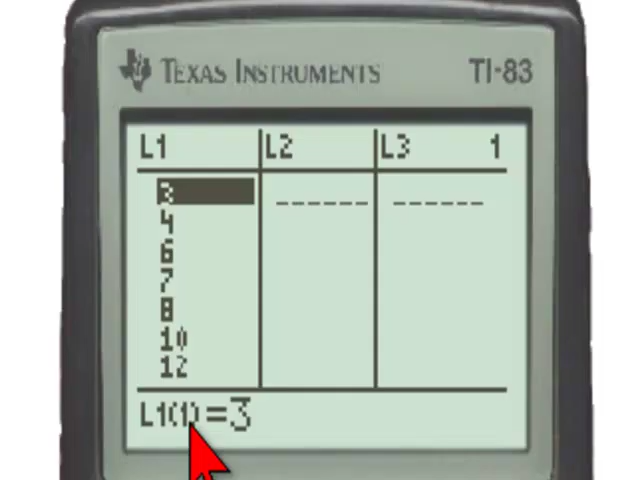 TEXAS INSTRUMENTS TI-83
L1 L2 L3 1
3 ------ ------
4
6
7
8
10
12
L1(1)=3